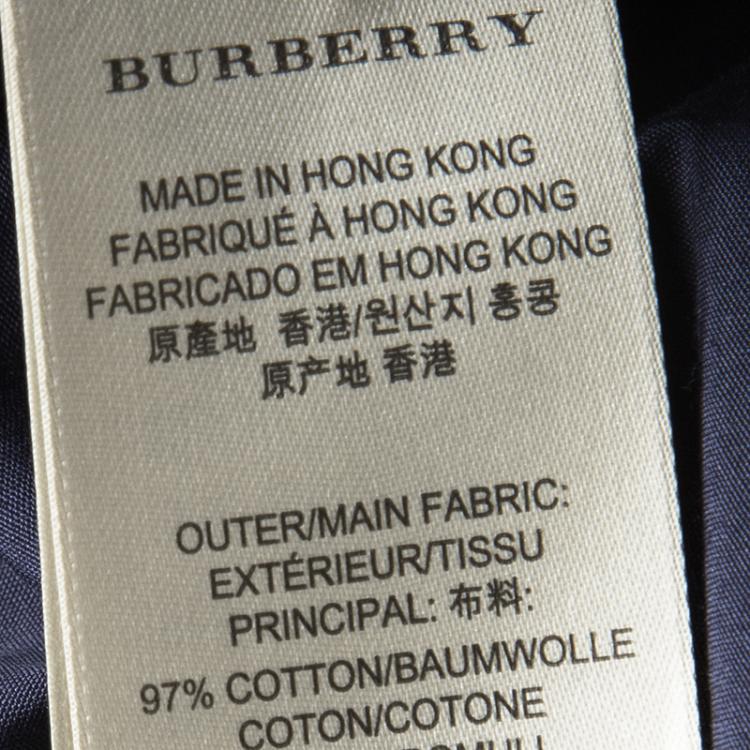 BURBERRY
MADE IN HONG KONG
FABRIQUÉ À HONG KONG
FABRICADO EM HONG KONG
原產地 香港/원산지 홍콩
原产地 香港
OUTER/MAIN FABRIC:
EXTÉRIEUR/TISSU
PRINCIPAL: 布料:
97% COTTON/BAUMWOLLE
COTON/COTONE